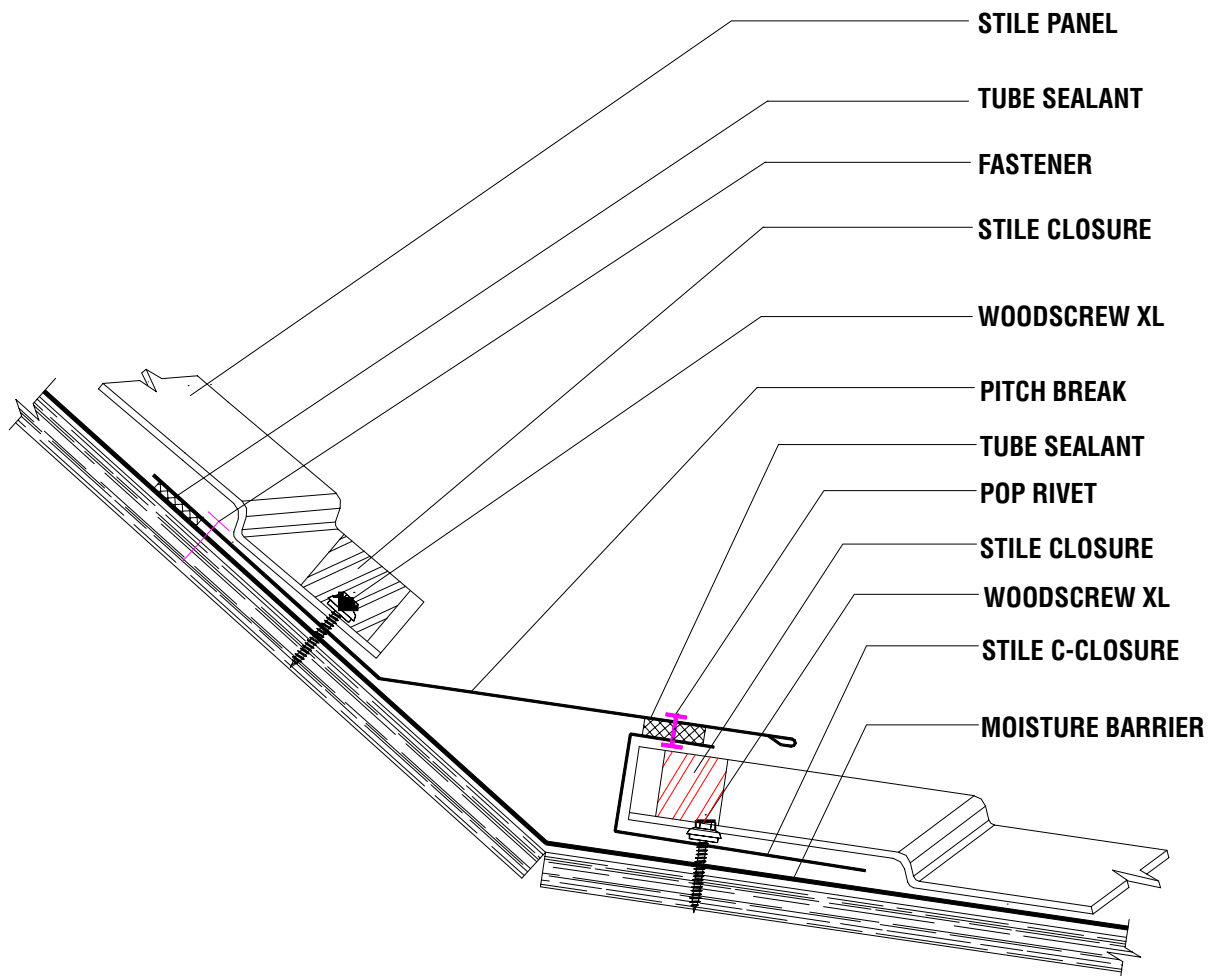 STILE PANEL
TUBE SEALANT
FASTENER
STILE CLOSURE
WOODSCREW XL
PITCH BREAK
TUBE SEALANT
POP RIVET
STILE CLOSURE
WOODSCREW XL
STILE C-CLOSURE
MOISTURE BARRIER